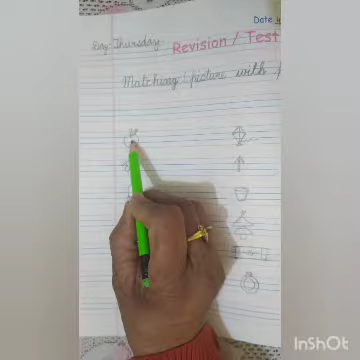 Date
Day: Thursday
Revision / Test
Matching : picture with
InShOt